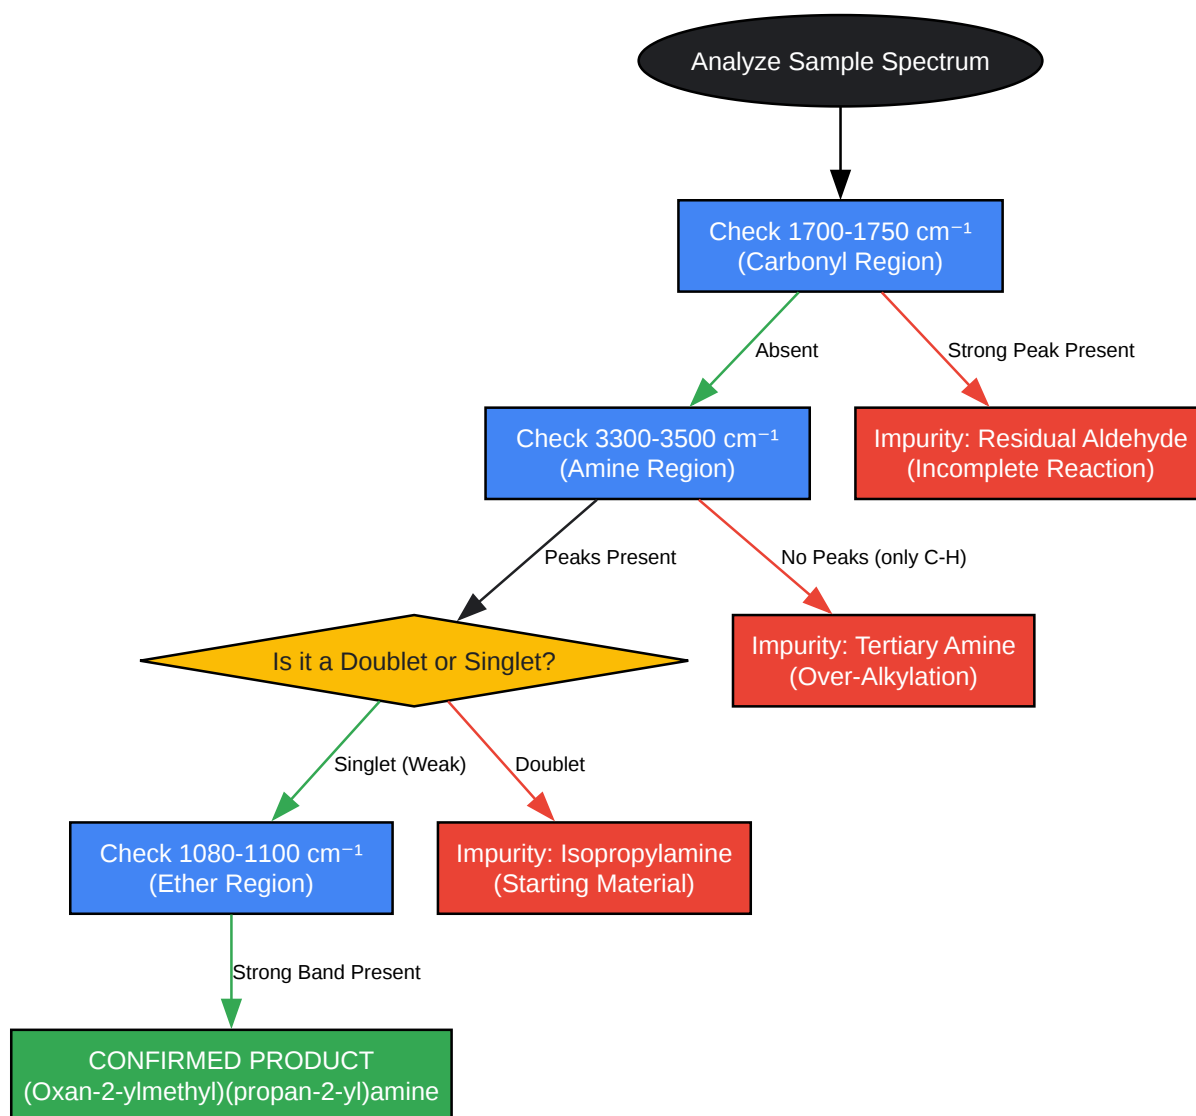 Analyze Sample Spectrum
Check 1700-1750 cm⁻¹
(Carbonyl Region)
Absent
Strong Peak Present
Check 3300-3500 cm⁻¹
(Amine Region)
Impurity: Residual Aldehyde
(Incomplete Reaction)
Peaks Present
No Peaks (only C-H)
Is it a Doublet or Singlet?
Impurity: Tertiary Amine
(Over-Alkylation)
Singlet (Weak)
Doublet
Check 1080-1100 cm⁻¹
(Ether Region)
Impurity: Isopropylamine
(Starting Material)
Strong Band Present
CONFIRMED PRODUCT
(Oxan-2-ylmethyl)(propan-2-yl)amine